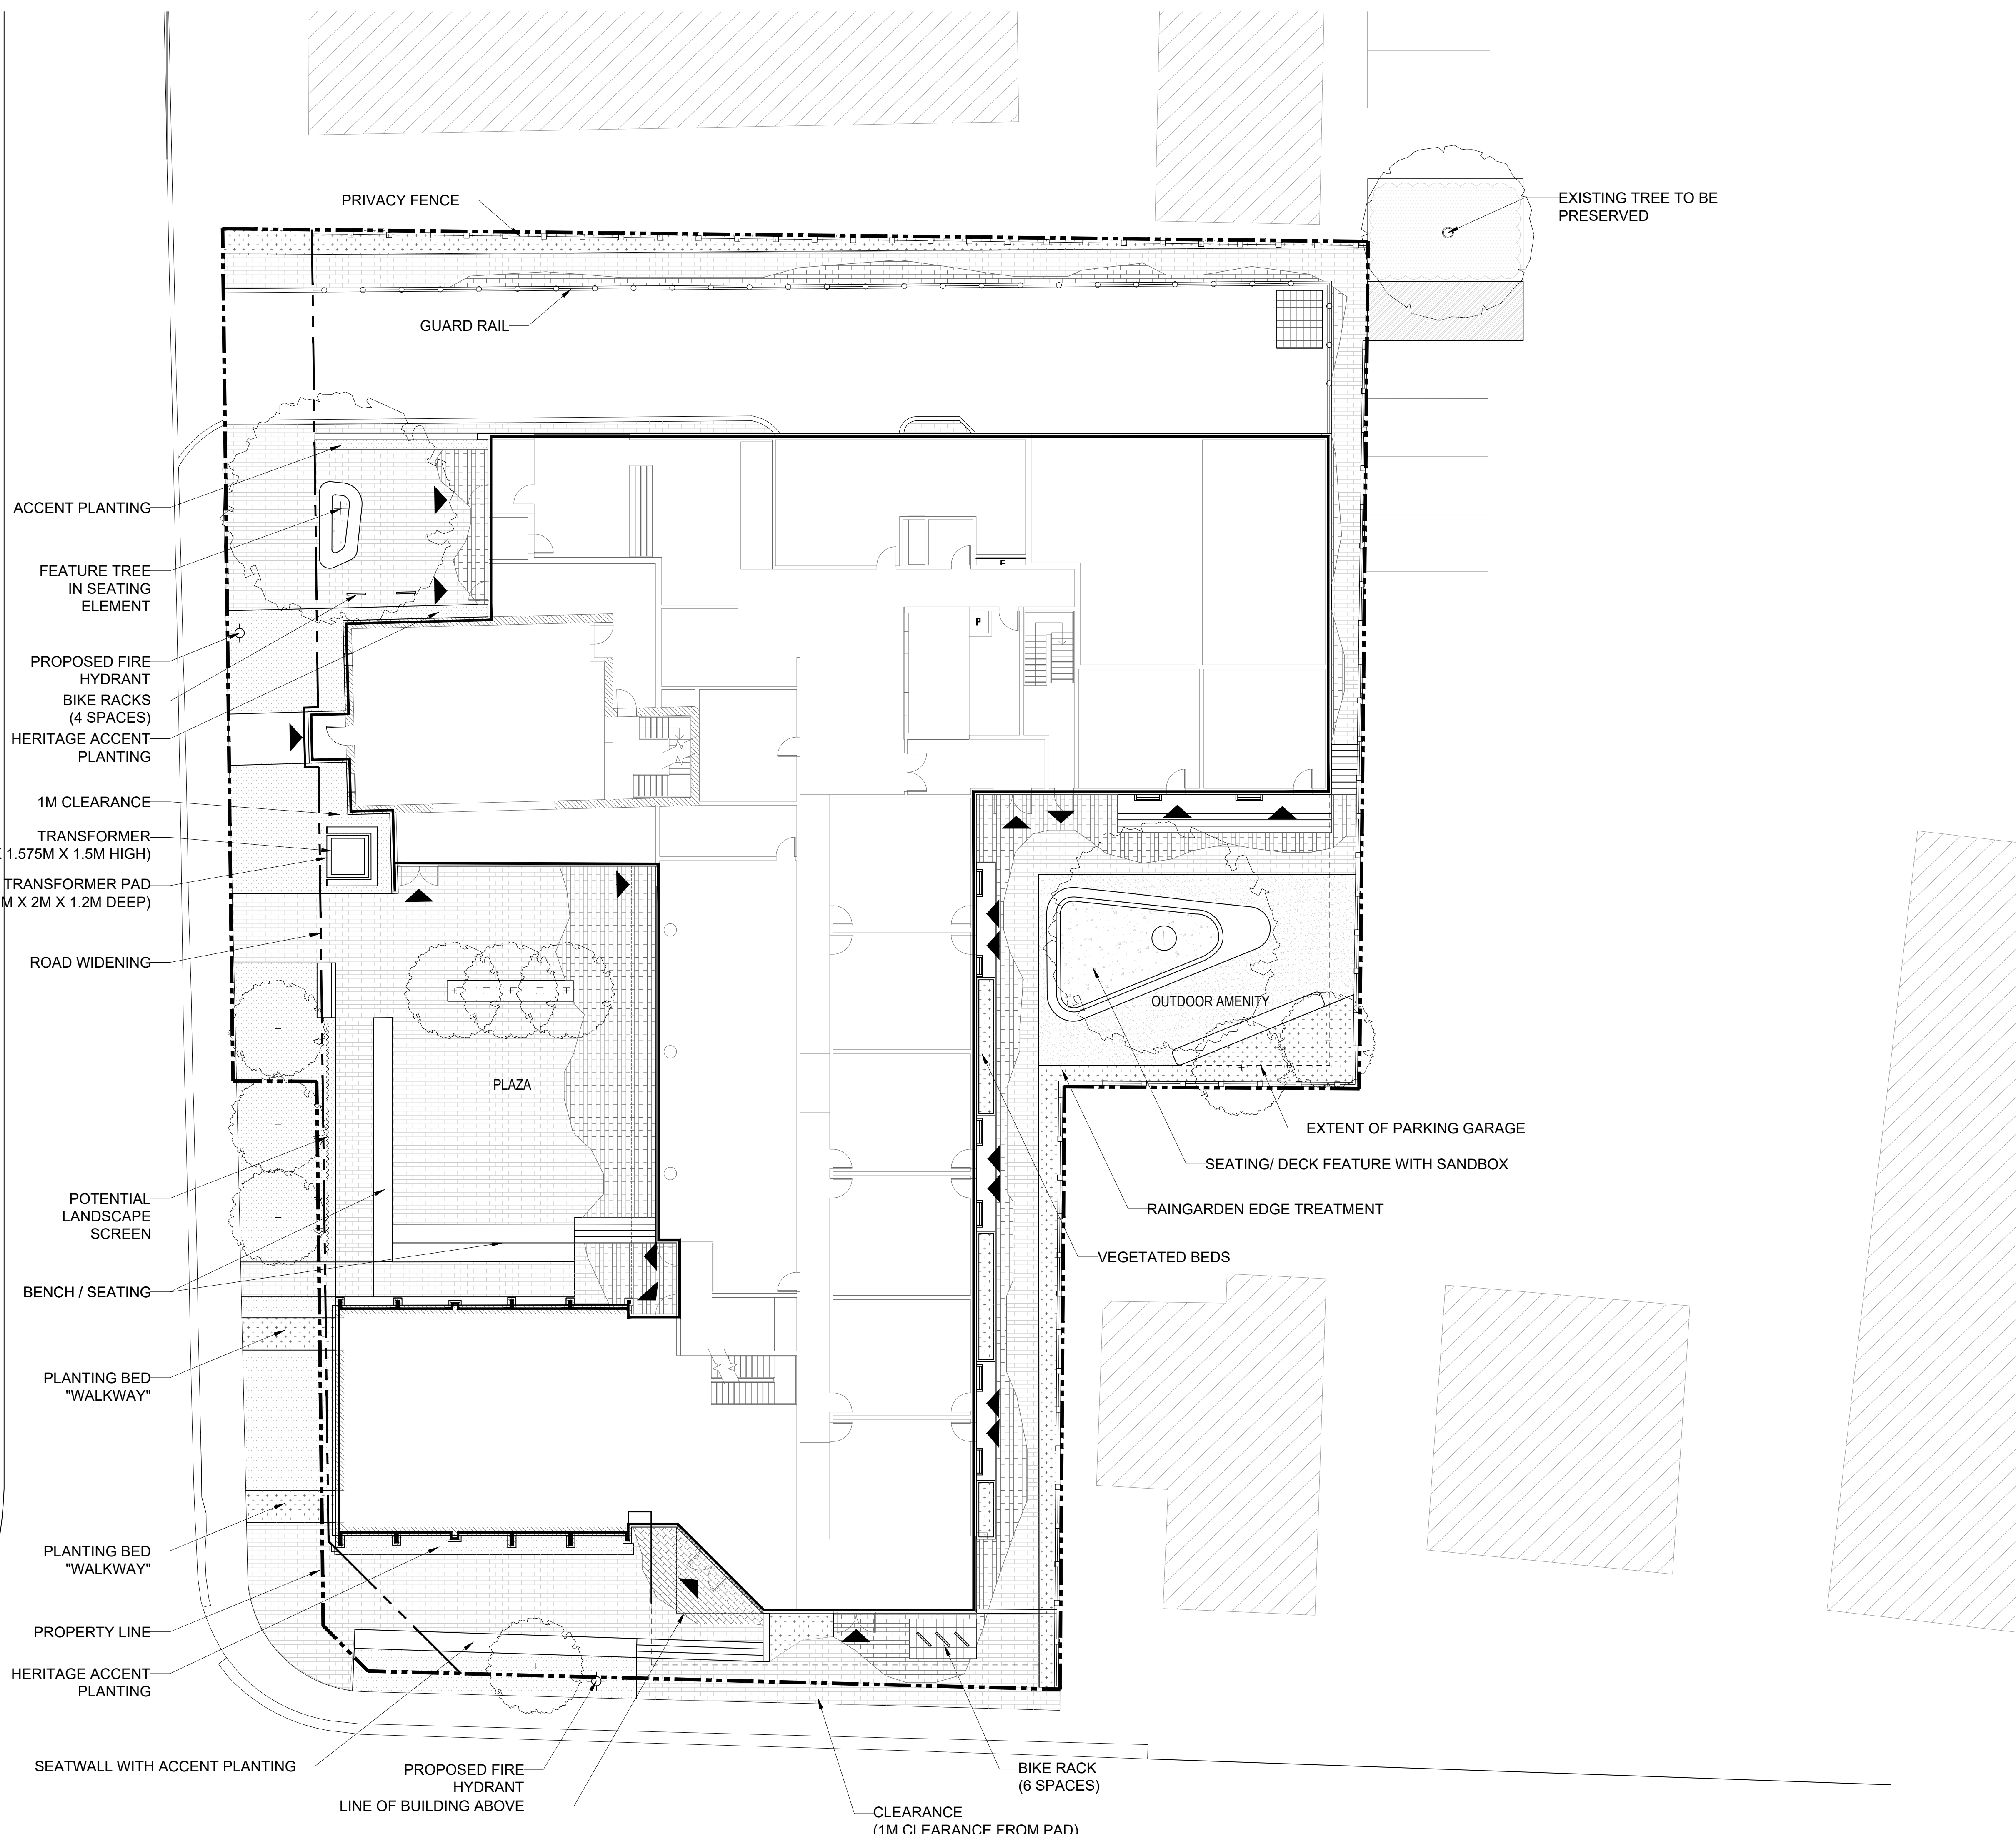 PRIVACY FENCE
EXISTING TREE TO BE
PRESERVED
GUARD RAIL
ACCENT PLANTING
FEATURE TREE
IN SEATING
ELEMENT
PROPOSED FIRE
HYDRANT
BIKE RACKS
(4 SPACES)
HERITAGE ACCENT
PLANTING
1M CLEARANCE
TRANSFORMER
X 1.575M X 1.5M HIGH)
TRANSFORMER PAD
M X 2M X 1.2M DEEP)
ROAD WIDENING
P
OUTDOOR AMENITY
PLAZA
EXTENT OF PARKING GARAGE
SEATING/ DECK FEATURE WITH SANDBOX
RAINGARDEN EDGE TREATMENT
VEGETATED BEDS
POTENTIAL
LANDSCAPE
SCREEN
BENCH / SEATING
PLANTING BED
"WALKWAY"
PLANTING BED
"WALKWAY"
PROPERTY LINE
HERITAGE ACCENT
PLANTING
SEATWALL WITH ACCENT PLANTING
PROPOSED FIRE
HYDRANT
LINE OF BUILDING ABOVE
BIKE RACK
(6 SPACES)
CLEARANCE
(1M CLEARANCE FROM PAD)